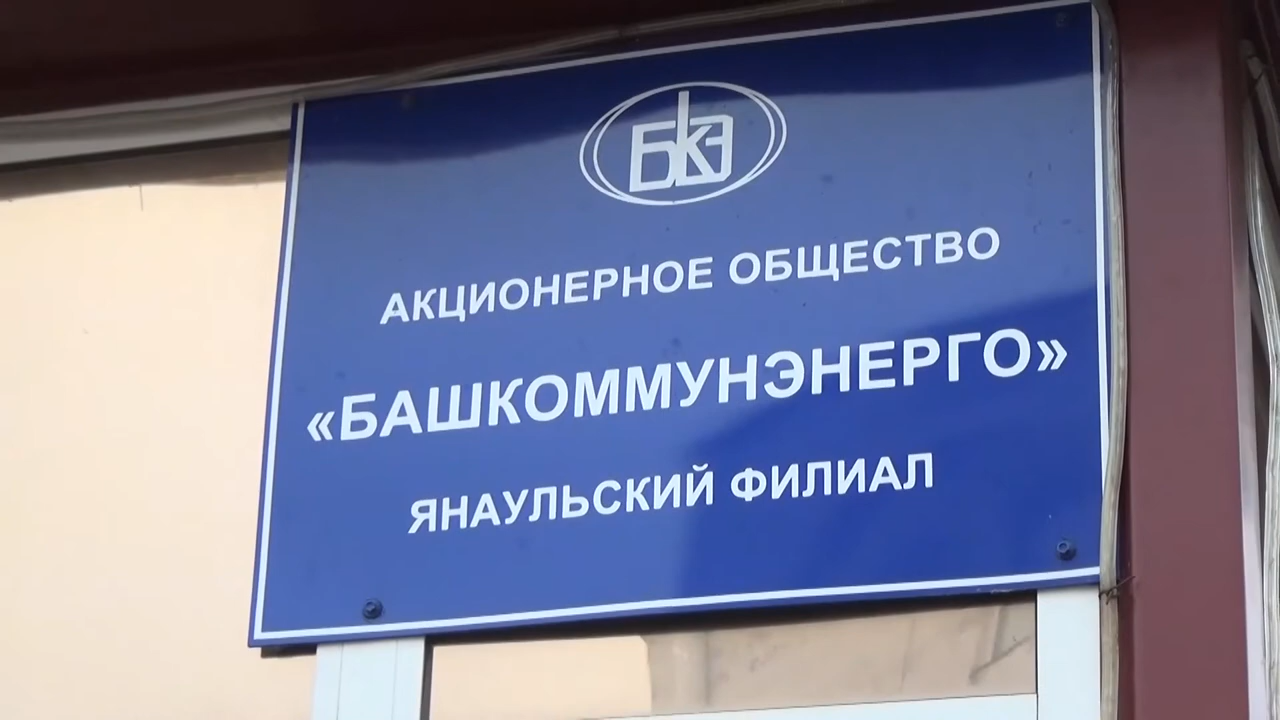 БКЭ
АКЦИОНЕРНОЕ ОБЩЕСТВО
«БАШКОММУНЭНЕРГО»
ЯНАУЛЬСКИЙ ФИЛИАЛ